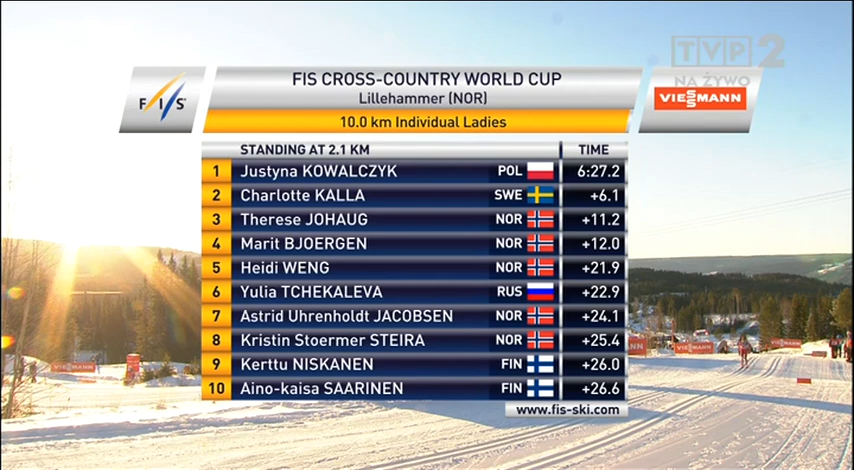 TVP2
NA ŻYWO
FIS
FIS CROSS-COUNTRY WORLD CUP
Lillehammer (NOR)
10.0 km Individual Ladies
VIESSMANN
STANDING AT 2,1 KM TIME
1 Justyna KOWALCZYK POL 6:27.2
2 Charlotte KALLA SWE +6.1
3 Therese JOHAUG NOR +11.2
4 Marit BJOERGEN NOR +12.0
5 Heidi WENG NOR +21.9
6 Yulia TCHEKALEVA RUS +22.9
7 Astrid Uhrenholdt JACOBSEN NOR +24.1
8 Kristin Stoermer STEIRA NOR +25.4
9 Kerttu NISKANEN FIN +26.0
10 Aino-kaisa SAARINEN FIN +26.6
www.fis-ski.com